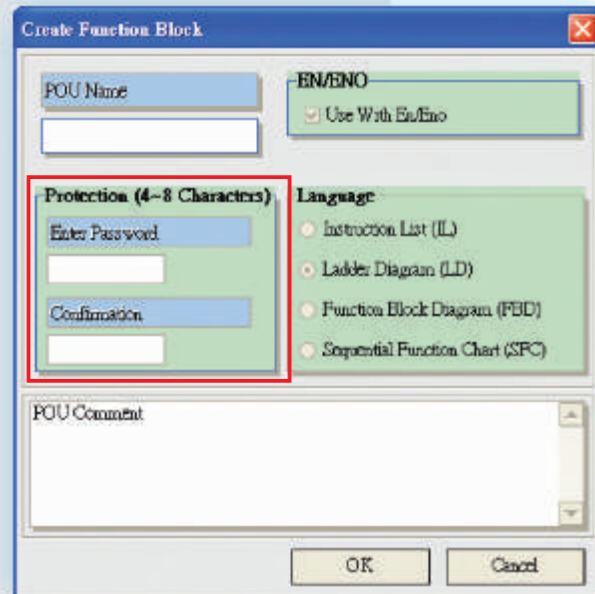 Create Function Block
POU Name
EN/ENO
Use With En/Eno
Protection (4~8 Characters)
Enter Password
Confirmation
Language
Instruction List (IL)
Ladder Diagram (LD)
Function Block Diagram (FBD)
Sequential Function Chart (SFC)
POU Comment
OK
Cancel